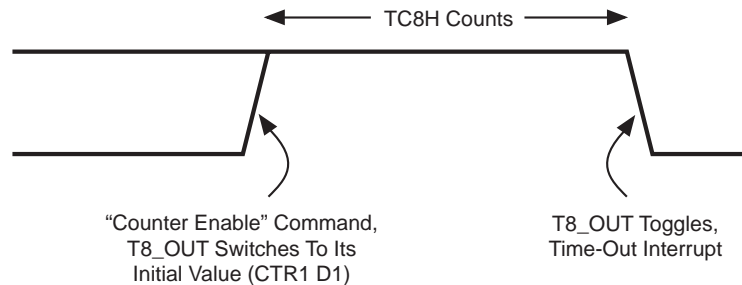 TC8H Counts
“Counter Enable” Command,
T8_OUT Switches To Its
Initial Value (CTR1 D1)
T8_OUT Toggles,
Time-Out Interrupt